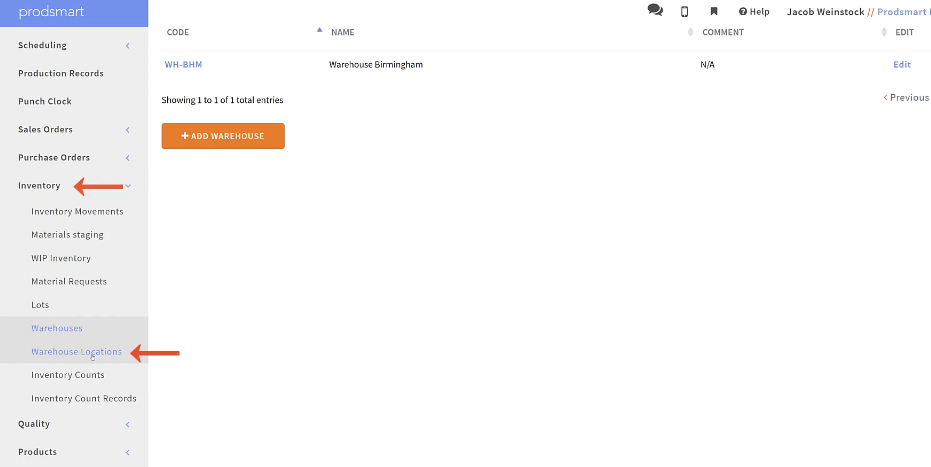 prodsmart
Help
Jacob Weinstock // Prodsmart
Scheduling
Production Records
Punch Clock
Sales Orders
Purchase Orders
Inventory
Inventory Movements
Materials staging
WIP Inventory
Material Requests
Lots
Warehouses
Warehouse Locations
Inventory Counts
Inventory Count Records
Quality
Products
CODE NAME COMMENT EDIT
WH-BHM Warehouse Birmingham N/A Edit
Showing 1 to 1 of 1 total entries
‹ Previous
+ ADD WAREHOUSE